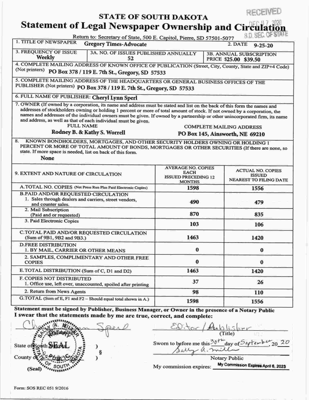 STATE OF SOUTH DAKOTA
RECEIVED
Statement of Legal Newspaper Ownership and Circulation
S.D. SEC OF STATE
Return to: Secretary of State, 500 E. Capitol, Pierre, SD 57501-5077
1. TITLE OF NEWSPAPER
Gregory Times-Advocate
2. DATE 9-25-20
3. FREQUENCY OF ISSUE
Weekly
3A. NO. OF ISSUES PUBLISHED ANNUALLY
52
3B. ANNUAL SUBSCRIPTION
PRICE $25.00 $39.50
4. COMPLETE MAILING ADDRESS OF KNOWN OFFICE OF PUBLICATION (Street, City, County, State and ZIP+4 Code)
(Not printers) PO Box 378 / 119 E. 7th St., Gregory, SD 57533
5. COMPLETE MAILING ADDRESS OF THE HEADQUARTERS OF GENERAL BUSINESS OFFICES OF THE
PUBLISHER (Not printers) PO Box 378 / 119 E. 7th St., Gregory, SD 57533
6. FULL NAME OF PUBLISHER: Cheryl Lynn Sperl
7. OWNER (If owned by a corporation, its name and address must be stated and list on the back of this form the names and
addresses of stockholders owning or holding 1 percent or more of total amount of stock. If not owned by a corporation, the
names and addresses of the individual owners must be given. If owned by a partnership or other unincorporated firm, its name
and address, as well as that of each individual must be given.
FULL NAME
COMPLETE MAILING ADDRESS
Rodney B. & Kathy S. Worrell
PO Box 145, Ainsworth, NE 69210
8. KNOWN BONDHOLDERS, MORTGAGES, AND OTHER SECURITY HOLDERS OWNING OR HOLDING 1
PERCENT OR MORE OF TOTAL AMOUNT OF BONDS, MORTGAGES OR OTHER SECURITIES (If there are none, so
state. If more space is needed, list on back of this form.
None
9. EXTENT AND NATURE OF CIRCULATION
AVERAGE NO. COPIES
EACH
ISSUED PRECEDING 12
MONTHS
ACTUAL NO. COPIES
ISSUED
NEAREST TO FILING DATE
A. TOTAL NO. COPIES (Net Press Run Plus Paid Electronic Copies)
1598
1556
B. PAID AND/OR REQUESTED CIRCULATION
1. Sales through dealers and carriers, street vendors,
and counter sales.
490
479
2. Mail Subscription
(Paid and/or requested)
870
835
3. Paid Electronic Copies
103
106
C. TOTAL PAID AND/OR REQUESTED CIRCULATION
(Sum of 9B1, 9B2 and 9B3.)
1463
1420
D. FREE DISTRIBUTION
1. BY MAIL, CARRIER OR OTHER MEANS
0
0
2. SAMPLES, COMPLIMENTARY AND OTHER FREE
COPIES
0
0
E. TOTAL DISTRIBUTION (Sum of C, D1 and D2)
1463
1420
F. COPIES NOT DISTRIBUTED
1. Office use, left over, unaccounted, spoiled after printing
37
26
2. Return from News Agents
98
110
G. TOTAL (Sum of E, F1 and F2 – Should equal total shown in A.)
1598
1556
Statement must be signed by Publisher, Business Manager, or Owner in the presence of a Notary Public
I swear that the statements made by me are true, correct, and complete:
Sperl
Editor/Publisher
(Title)
State of South
SEAL
Sworn to before me this 30th day of September, 20 20
§
County of
Notary Public
(Seal)
My commission expires: My Commission Expires April 6, 2023
Form: SOS REC 051 9/2016